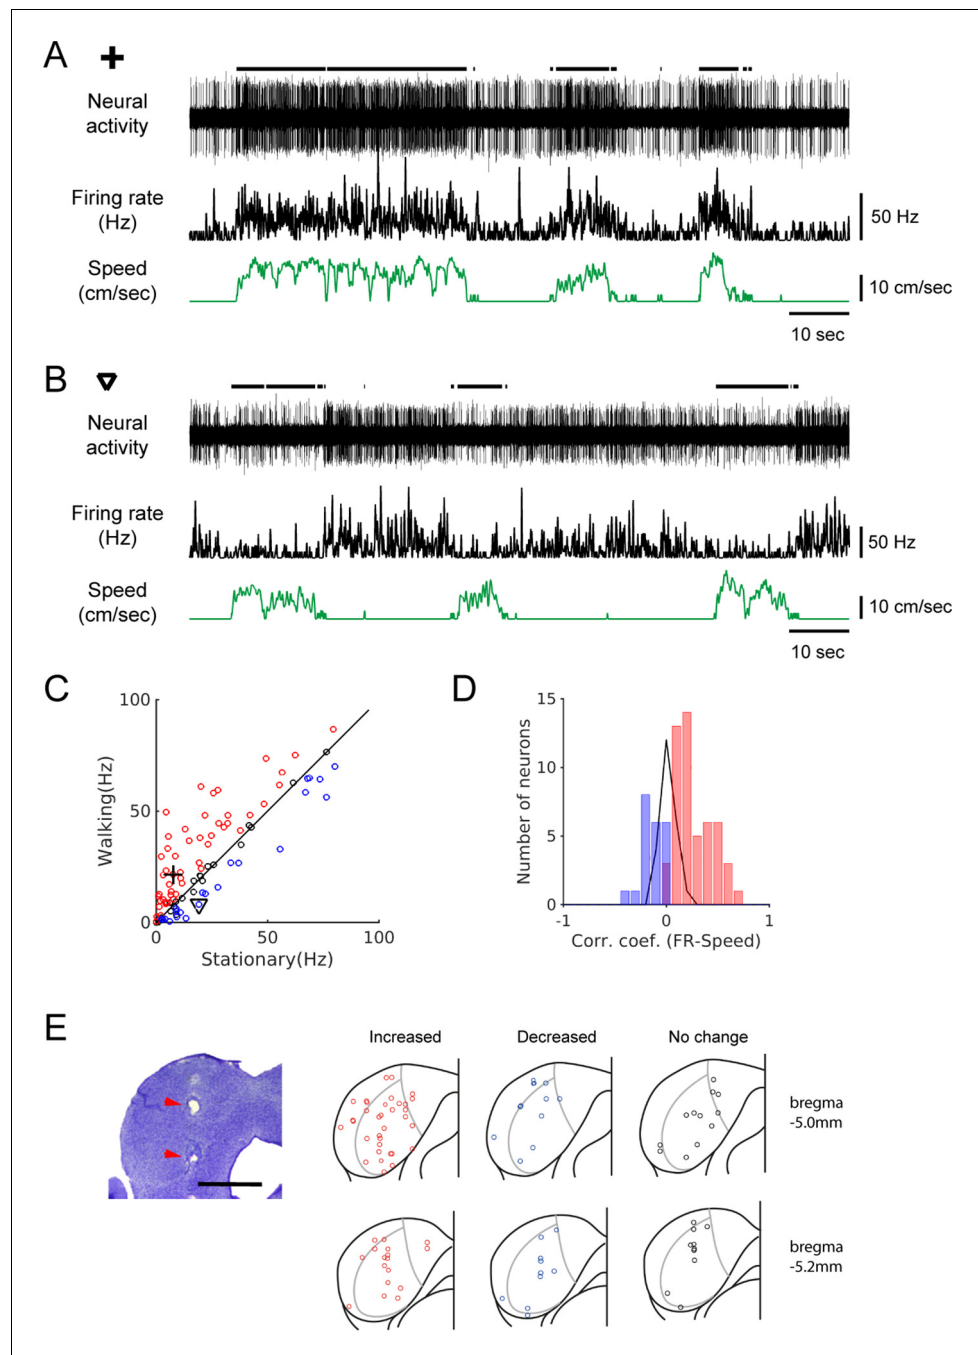 A
Neural
activity
Firing rate
(Hz)
50 Hz
Speed
(cm/sec)
10 cm/sec
10 sec
B
Neural
activity
Firing rate
(Hz)
50 Hz
Speed
(cm/sec)
10 cm/sec
10 sec
C
100
50
0
Walking(Hz)
0 50 100
Stationary(Hz)
D
15
10
5
0
Number of neurons
-1 0 1
Corr. coef. (FR-Speed)
E
Increased Decreased No change
bregma
-5.0mm
bregma
-5.2mm